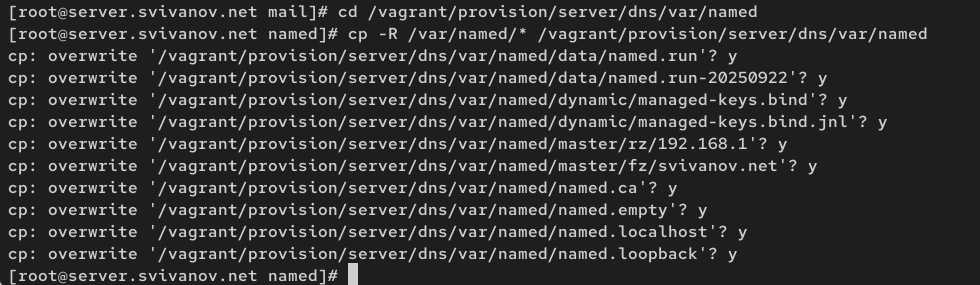 [root@server.svivanov.net mail]# cd /vagrant/provision/server/dns/var/named
[root@server.svivanov.net named]# cp -R /var/named/* /vagrant/provision/server/dns/var/named
cp: overwrite '/vagrant/provision/server/dns/var/named/data/named.run'? y
cp: overwrite '/vagrant/provision/server/dns/var/named/data/named.run-20250922'? y
cp: overwrite '/vagrant/provision/server/dns/var/named/dynamic/managed-keys.bind'? y
cp: overwrite '/vagrant/provision/server/dns/var/named/dynamic/managed-keys.bind.jnl'? y
cp: overwrite '/vagrant/provision/server/dns/var/named/master/rz/192.168.1'? y
cp: overwrite '/vagrant/provision/server/dns/var/named/master/fz/svivanov.net'? y
cp: overwrite '/vagrant/provision/server/dns/var/named/named.ca'? y
cp: overwrite '/vagrant/provision/server/dns/var/named/named.empty'? y
cp: overwrite '/vagrant/provision/server/dns/var/named/named.localhost'? y
cp: overwrite '/vagrant/provision/server/dns/var/named/named.loopback'? y
[root@server.svivanov.net named]#